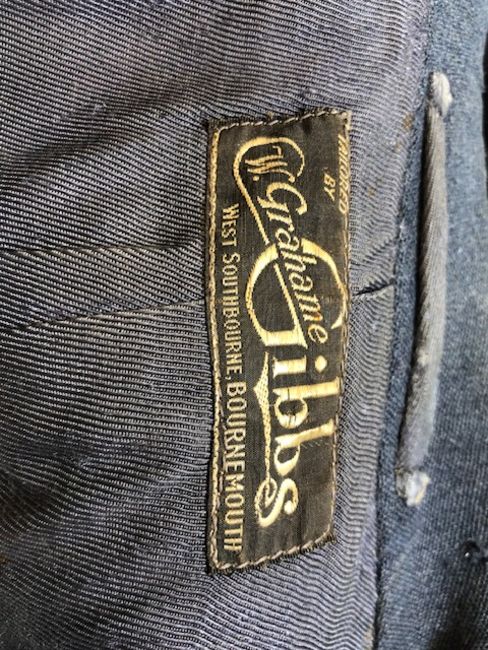 TAILORED
BY
W. Grahame
Gibbs
WEST SOUTHBOURNE, BOURNEMOUTH